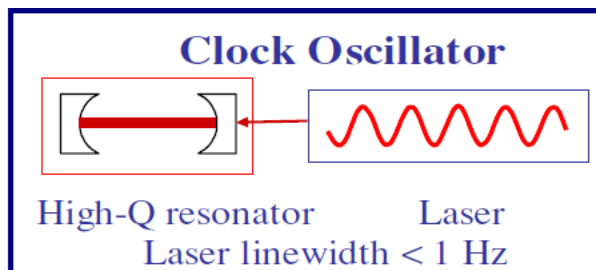 Clock Oscillator
High-Q resonator Laser
Laser linewidth < 1 Hz